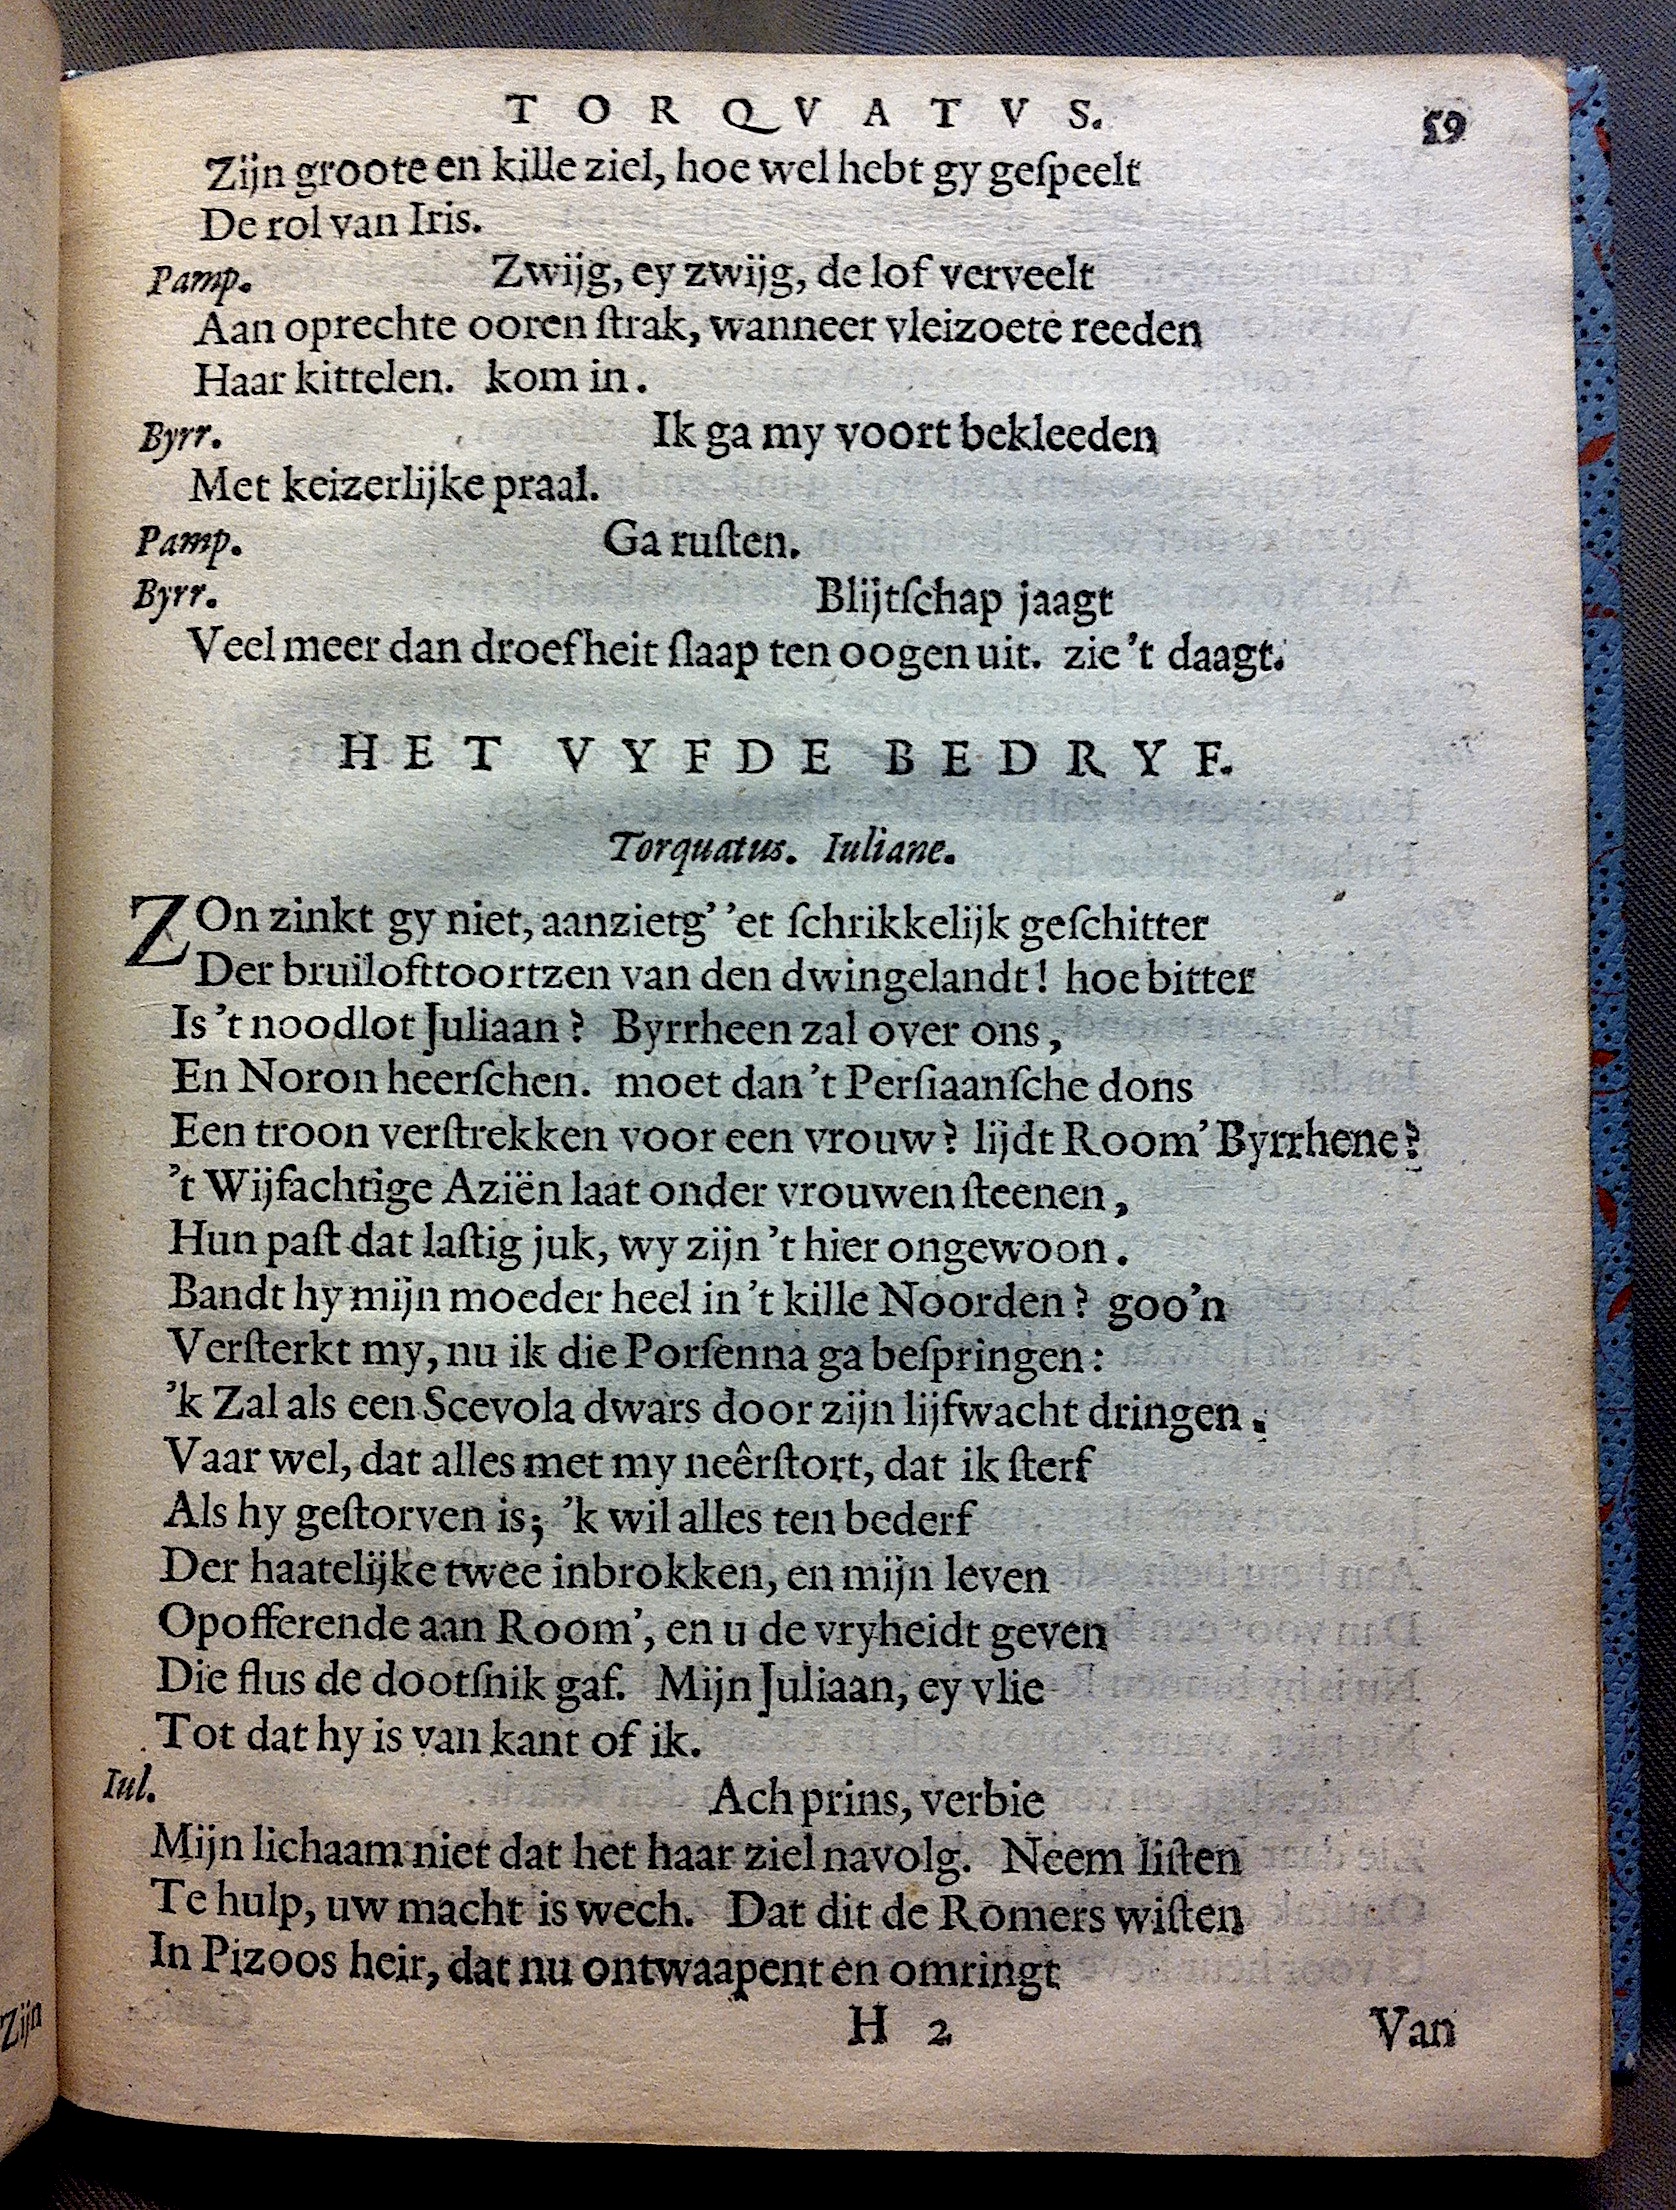 TORQVATVS. 59
Zijn groote en kille ziel, hoe wel hebt gy geſpeelt
De rol van Iris.
Pamp. Zwijg, ey zwijg, de lof verveelt
Aan oprechte ooren ſtrak, wanneer vleizoete reeden
Haar kittelen. kom in.
Byrr. Ik ga my voort bekleeden
Met keizerlijke praal.
Pamp. Ga ruſten.
Byrr. Blijtſchap jaagt
Veel meer dan droefheit ſlaap ten oogen uit. zie 't daagt.
HET VYFDE BEDRYF.
Torquatus. Iuliane.
ZOn zinkt gy niet, aanzietg' 'et ſchrikkelijk geſchitter
Der bruilofttoortzen van den dwingelandt! hoe bitter
Is 't noodlot Juliaan? Byrrheen zal over ons,
En Noron heerſchen. moet dan 't Perſiaanſche dons
Een troon verſtrekken voor een vrouw? lijdt Room' Byrrhene?
't Wijfachtige Aziën laat onder vrouwen ſteenen,
Hun paſt dat laſtig juk, wy zijn 't hier ongewoon.
Bandt hy mijn moeder heel in 't kille Noorden? goo'n
Verſterkt my, nu ik die Porſenna ga beſpringen:
'k Zal als een Scevola dwars door zijn lijfwacht dringen.
Vaar wel, dat alles met my neêrſtort, dat ik ſterf
Als hy geſtorven is; 'k wil alles ten bederf
Der haatelijke twee inbrokken, en mijn leven
Opofferende aan Room', en u de vryheidt geven
Die flus de dootſnik gaf. Mijn Juliaan, ey vlie
Tot dat hy is van kant of ik.
Iul. Ach prins, verbie
Mijn lichaam niet dat het haar ziel navolg. Neem liſten
Te hulp, uw macht is wech. Dat dit de Romers wiſten
In Pizoos heir, dat nu ontwaapent en omringt
H 2 Van
Zijn